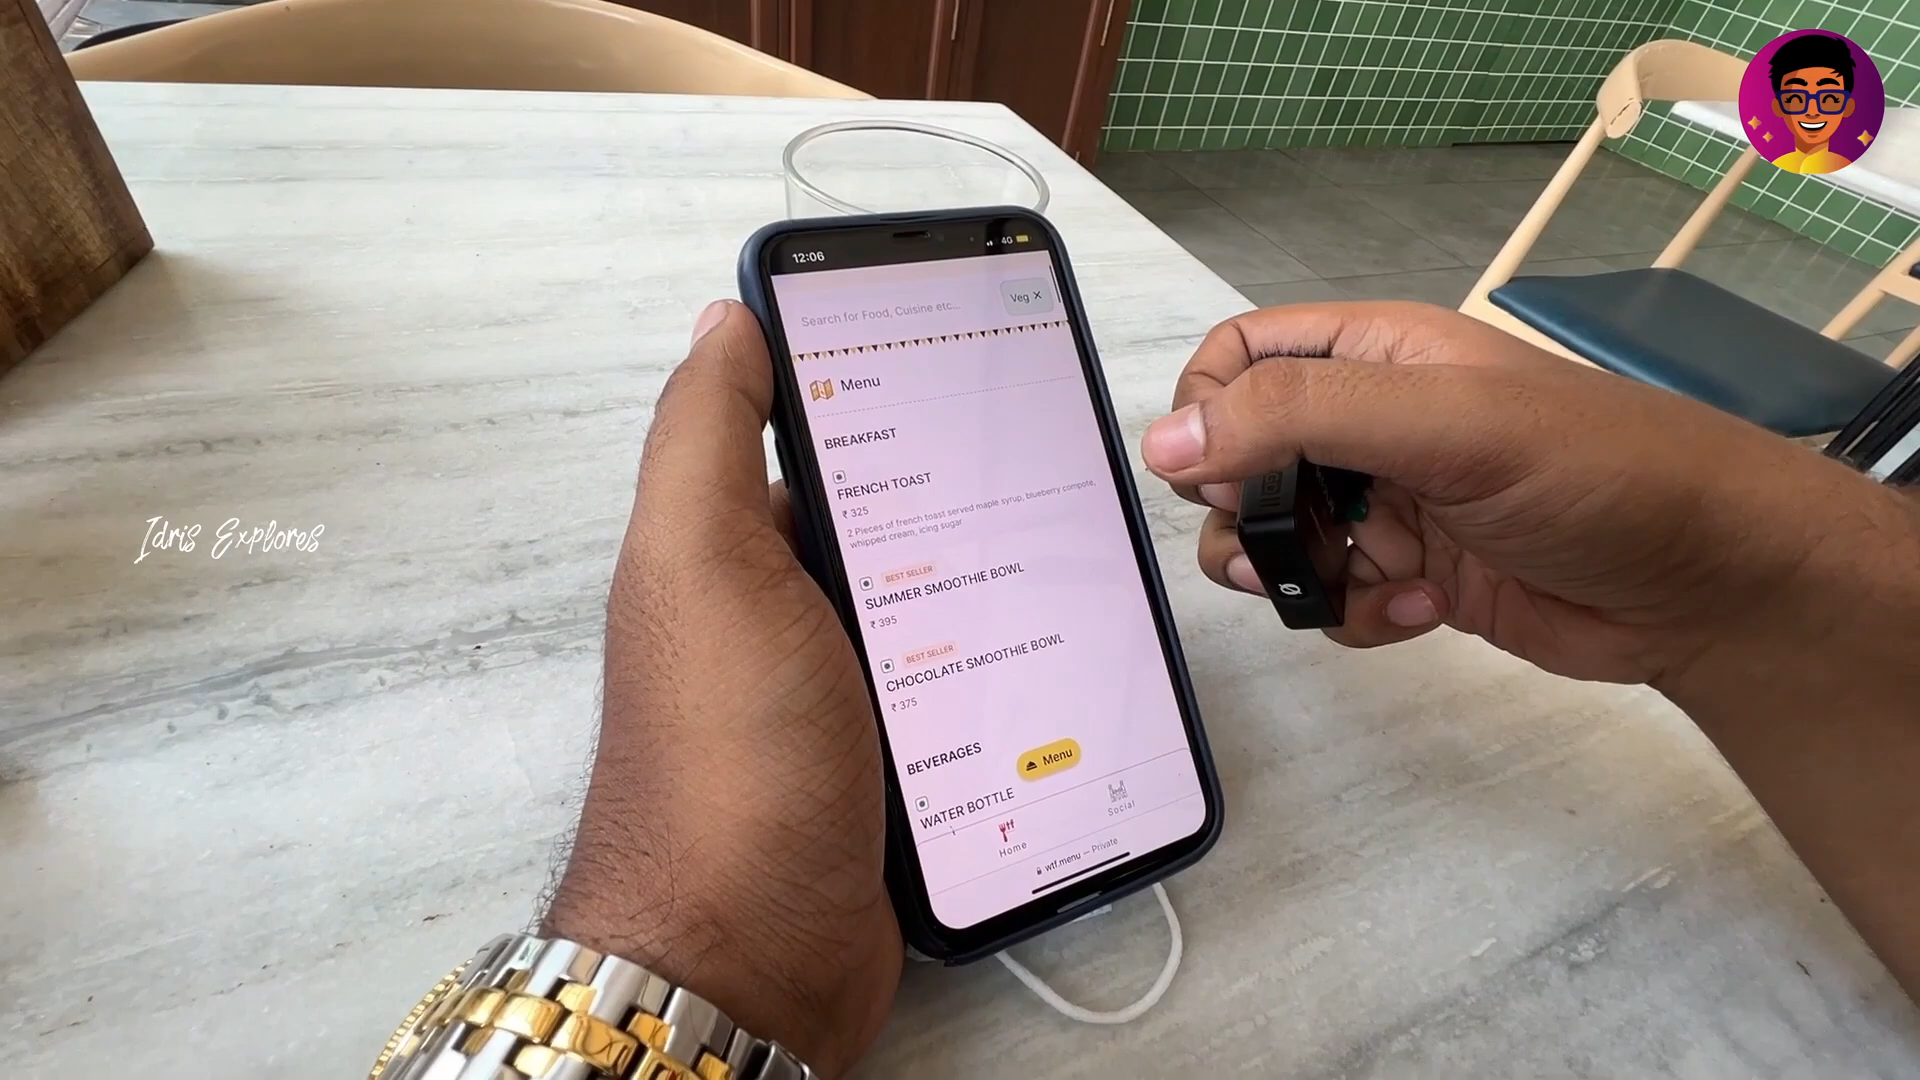 12:06
4G
Search for Food, Cuisine etc...
Veg X
Menu
BREAKFAST
FRENCH TOAST
₹ 325
2 Pieces of french toast served maple syrup, blueberry compote,
whipped cream, icing sugar
BEST SELLER
SUMMER SMOOTHIE BOWL
₹ 395
BEST SELLER
CHOCOLATE SMOOTHIE BOWL
₹ 375
BEVERAGES
Menu
WATER BOTTLE
wtf
Home
Social
wtf.menu — Private
Idris Explores